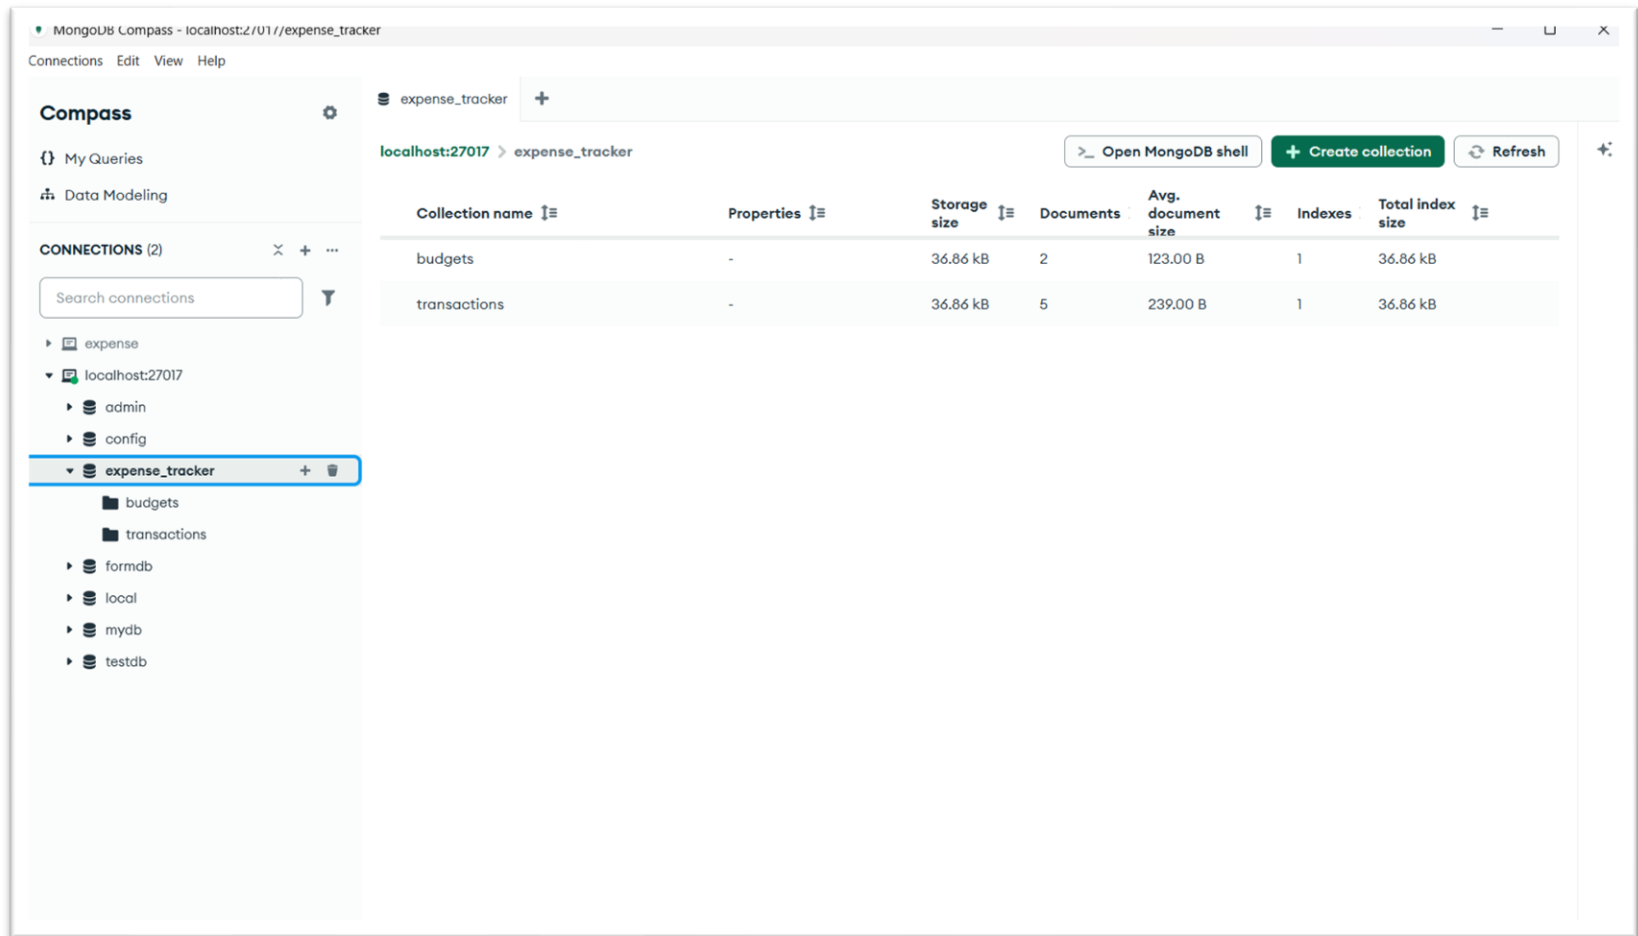 MongoDB Compass - localhost:27017/expense_tracker
Connections Edit View Help
Compass
{} My Queries
Data Modeling
CONNECTIONS (2)
Search connections
expense
localhost:27017
admin
config
expense_tracker
budgets
transactions
formdb
local
mydb
testdb
expense_tracker
localhost:27017 > expense_tracker
>_ Open MongoDB shell + Create collection Refresh
Collection name Properties Storage size Documents Avg. document size Indexes Total index size
budgets - 36.86 kB 2 123.00 B 1 36.86 kB
transactions - 36.86 kB 5 239.00 B 1 36.86 kB